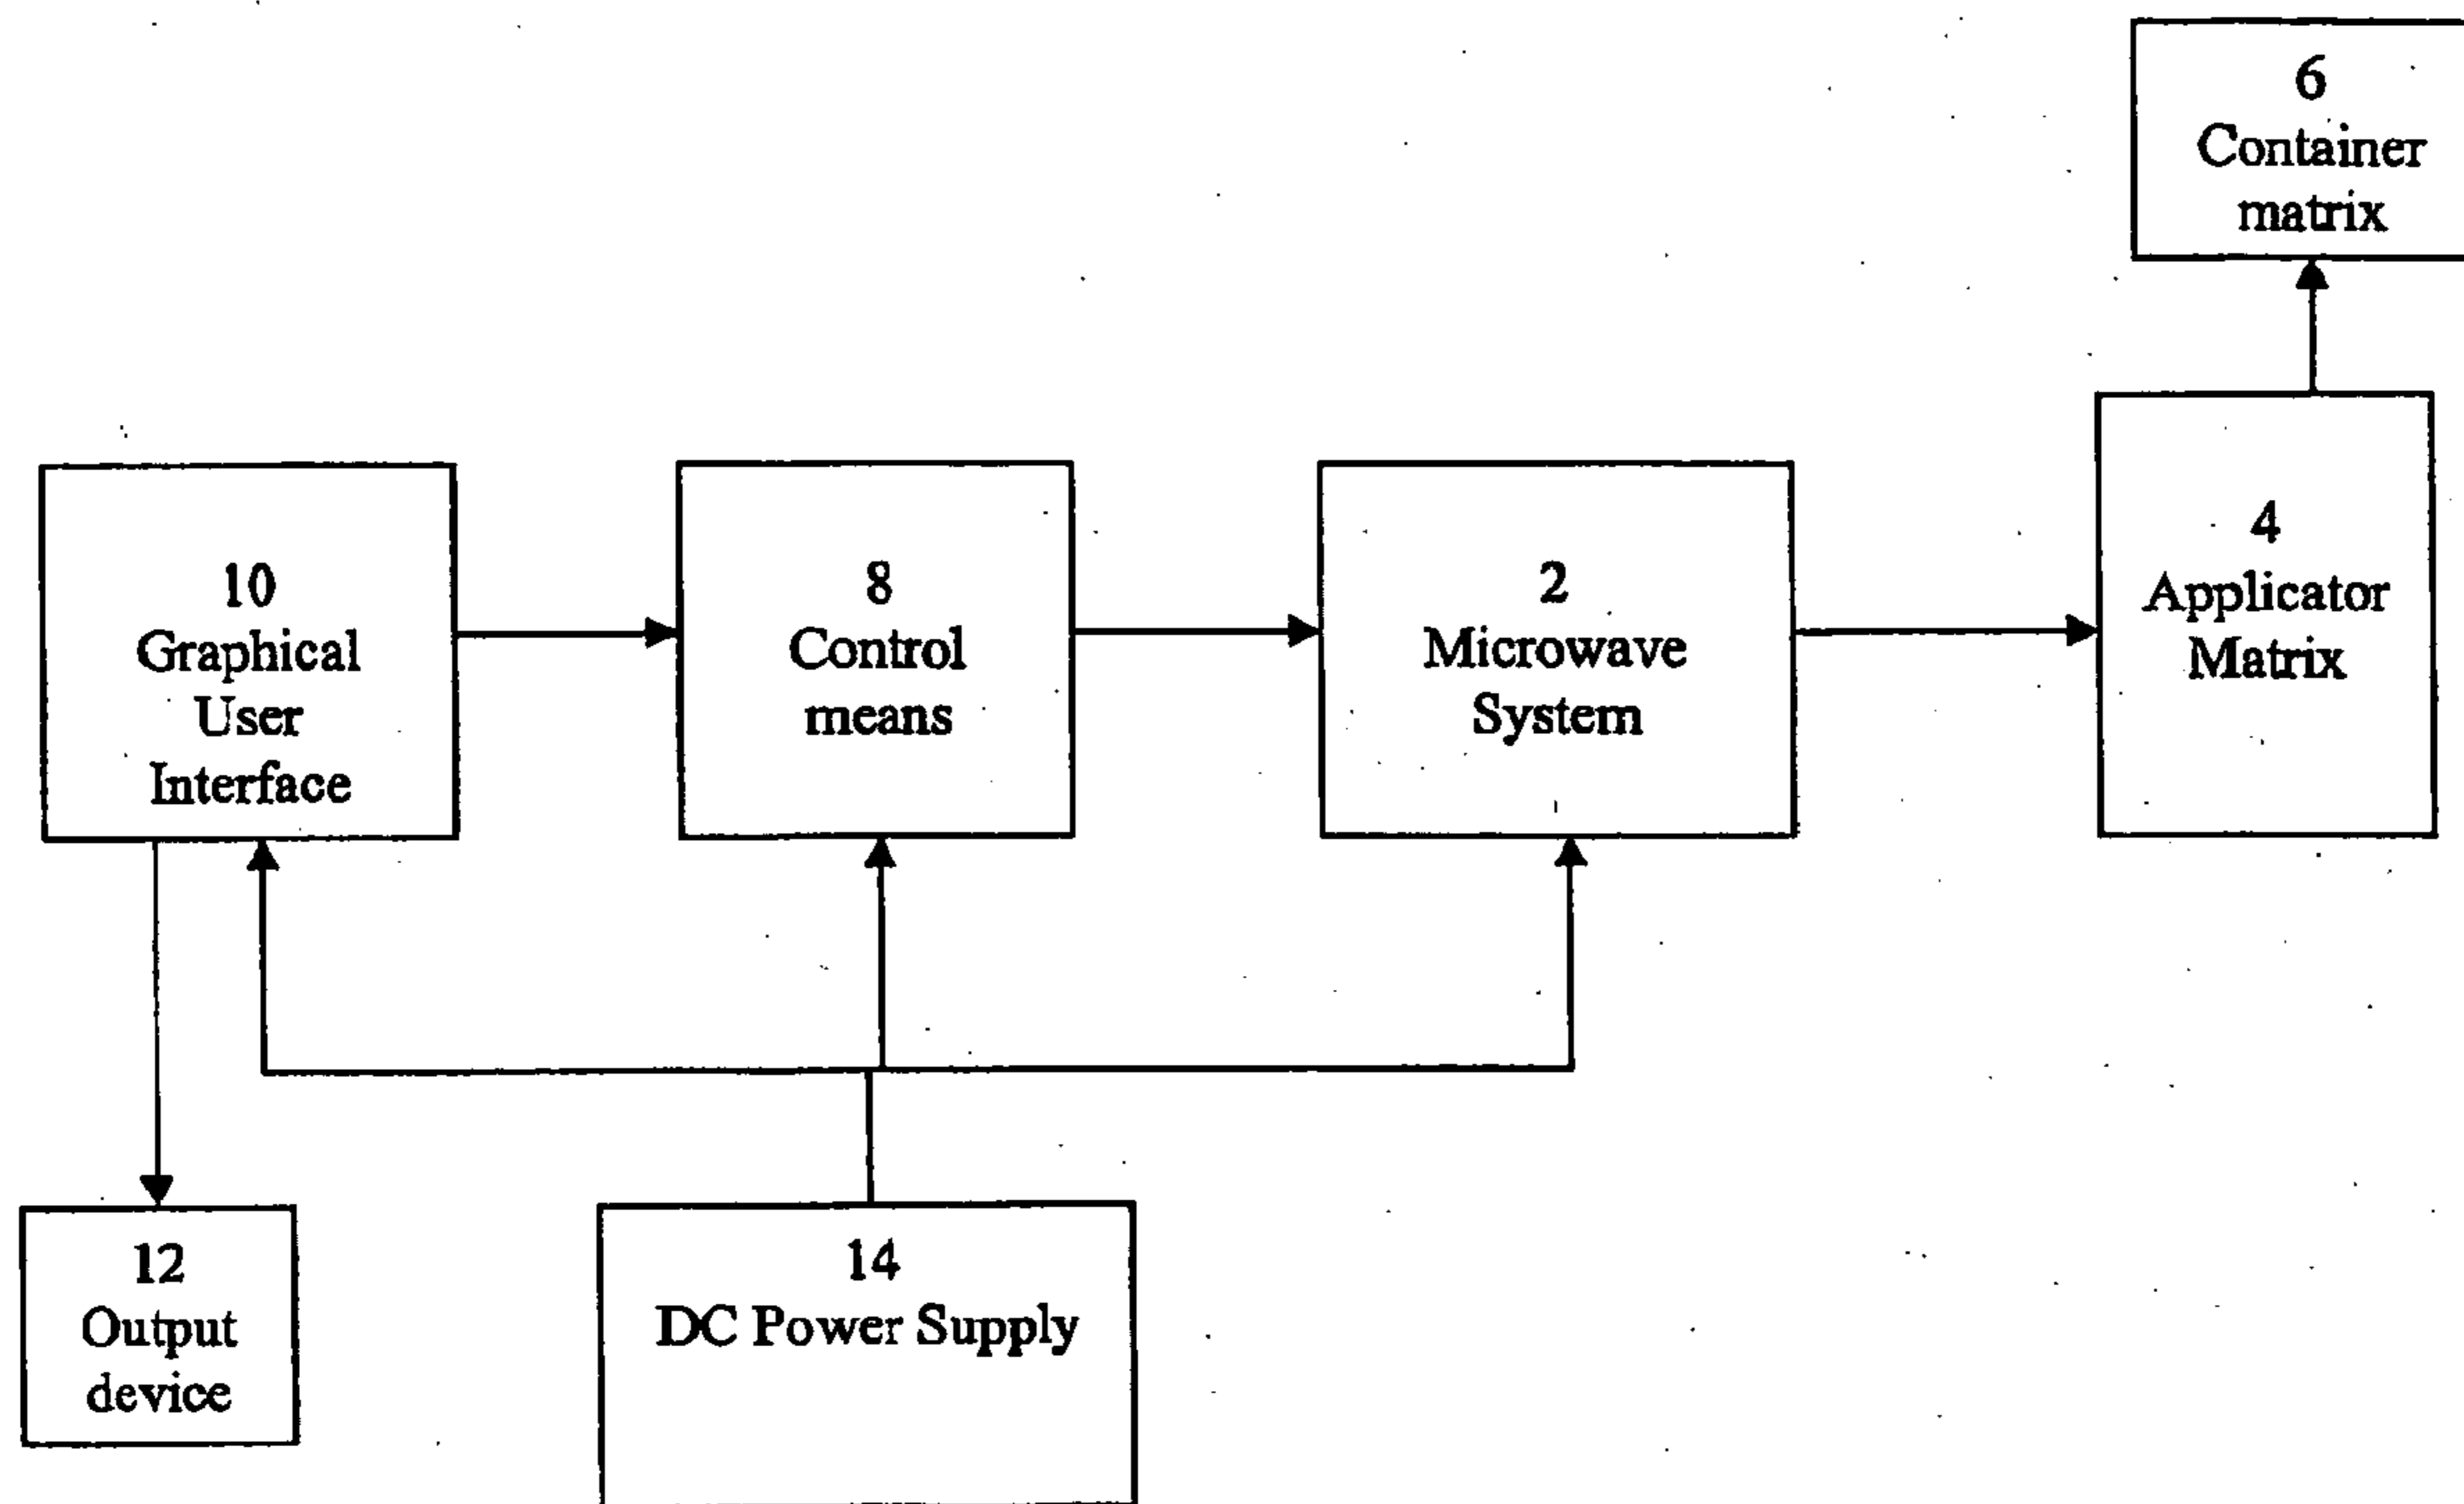 6
Container
matrix
10
Graphical
User
Interface
8
Control
means
2
Microwave
System
4
Applicator
Matrix
12
Output
device
14
DC Power Supply